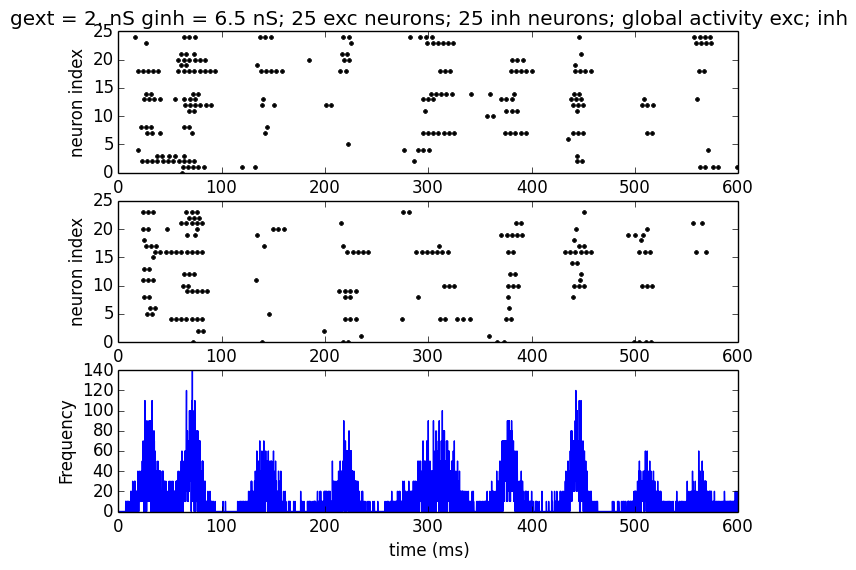 gext = 2. nS ginh = 6.5 nS; 25 exc neurons; 25 inh neurons; global activity exc; inh
25
20
15
10
5
0
neuron index
0 100 200 300 400 500 600
25
20
15
10
5
0
neuron index
0 100 200 300 400 500 600
140
120
100
80
60
40
20
0
Frequency
0 100 200 300 400 500 600
time (ms)